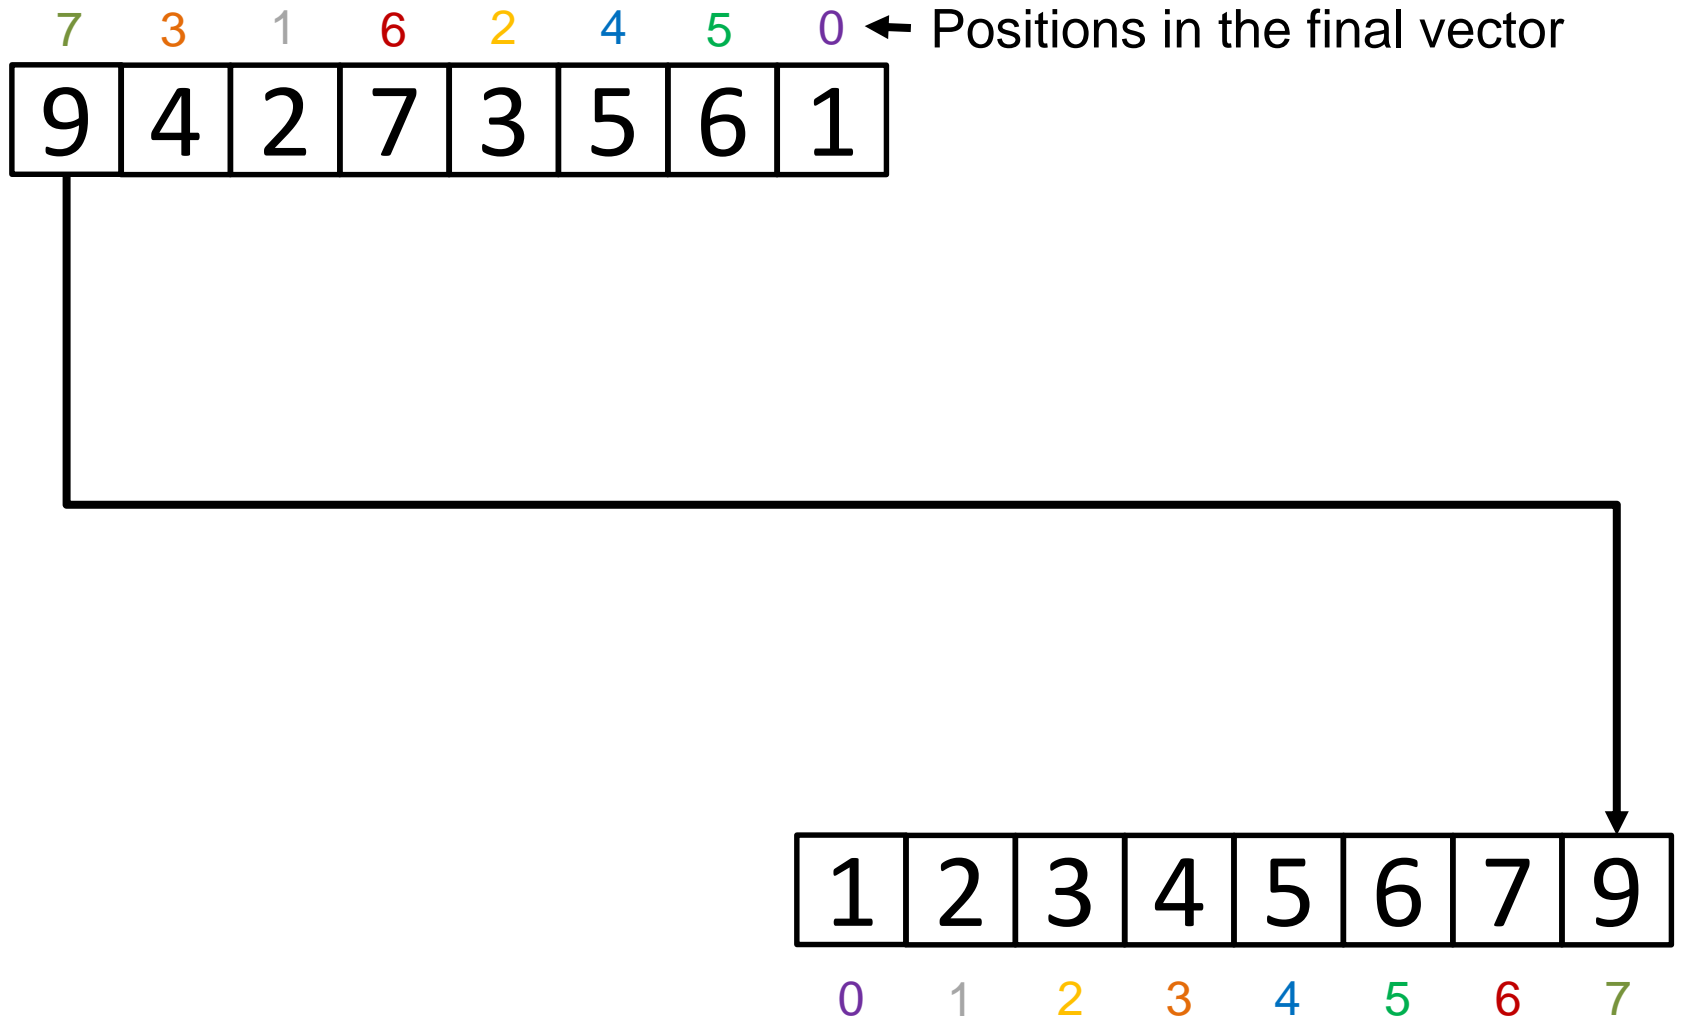 7 3 1 6 2 4 5 0 Positions in the final vector
9 4 2 7 3 5 6 1
1 2 3 4 5 6 7 9
0 1 2 3 4 5 6 7